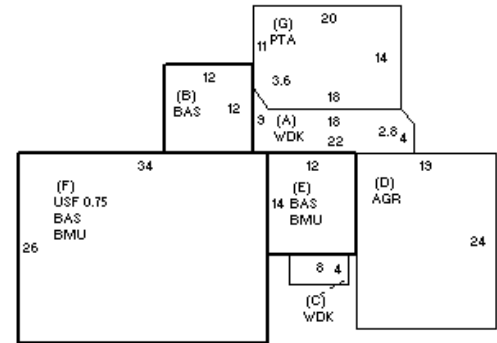 20
(G)
11 PTA
14
3.6
18
12
(B)
BAS 12
9 (A) 18
WDK 22
2.8 4
34
(F)
USF 0.75
BAS
BMU
26
12
(E)
14 BAS
BMU
19
(D)
AGR
24
8 4
(C)
WDK